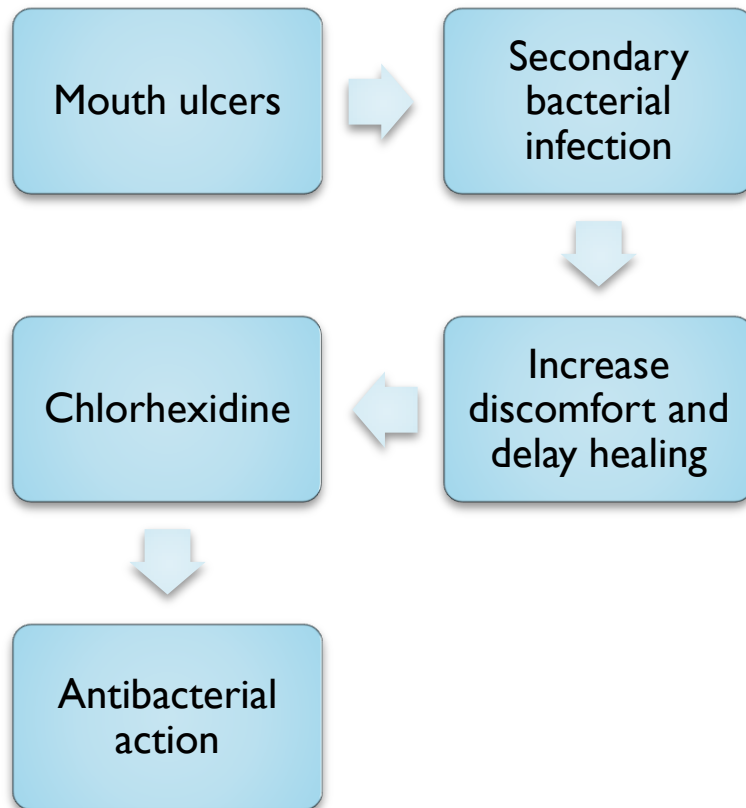 Mouth ulcers
Secondary
bacterial
infection
Increase
discomfort and
delay healing
Chlorhexidine
Antibacterial
action